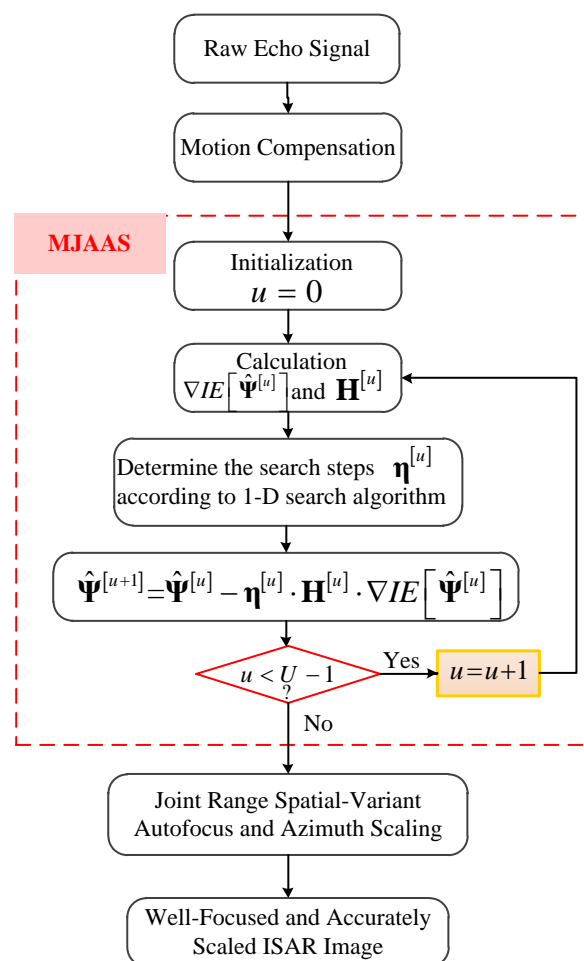 Raw Echo Signal
Motion Compensation
MJAAS
Initialization
u = 0
Calculation
∇IE[Ψ̂^[u]] and H^[u]
Determine the search steps η^[u]
according to 1-D search algorithm
Ψ̂^[u+1]=Ψ̂^[u] − η^[u] · H^[u] · ∇IE[Ψ̂^[u]]
u < U − 1
?
Yes
u=u+1
No
Joint Range Spatial-Variant
Autofocus and Azimuth Scaling
Well-Focused and Accurately
Scaled ISAR Image